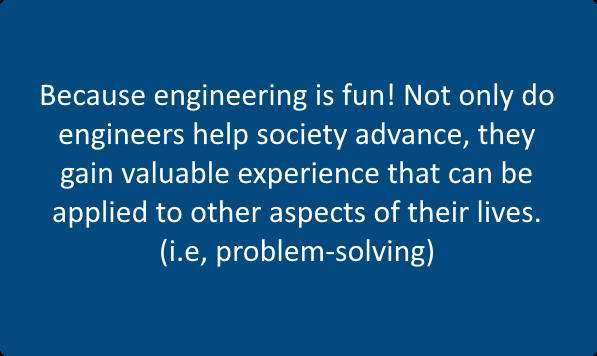 Because engineering is fun! Not only do
engineers help society advance, they
gain valuable experience that can be
applied to other aspects of their lives.
(i.e, problem-solving)